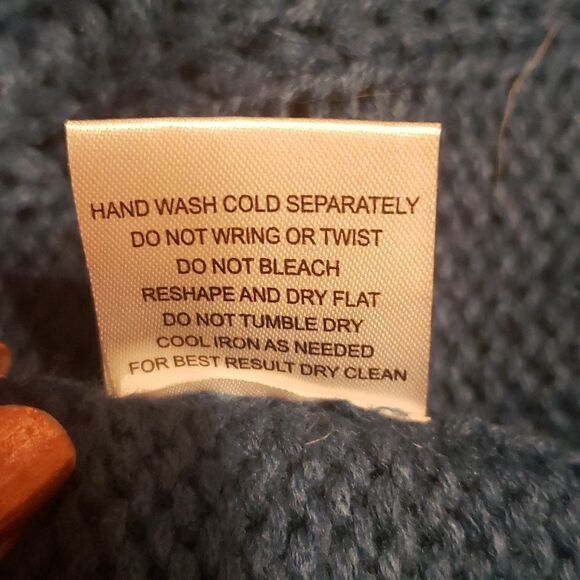 HAND WASH COLD SEPARATELY
DO NOT WRING OR TWIST
DO NOT BLEACH
RESHAPE AND DRY FLAT
DO NOT TUMBLE DRY
COOL IRON AS NEEDED
FOR BEST RESULT DRY CLEAN